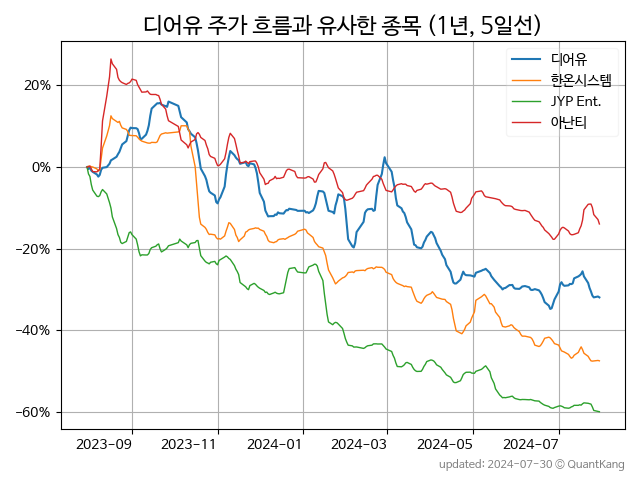 디어유 주가 흐름과 유사한 종목 (1년, 5일선)
디어유
한온시스템
JYP Ent.
아난티
20%
0%
−20%
−40%
−60%
2023-09
2023-11
2024-01
2024-03
2024-05
2024-07
updated: 2024-07-30 © QuantKang